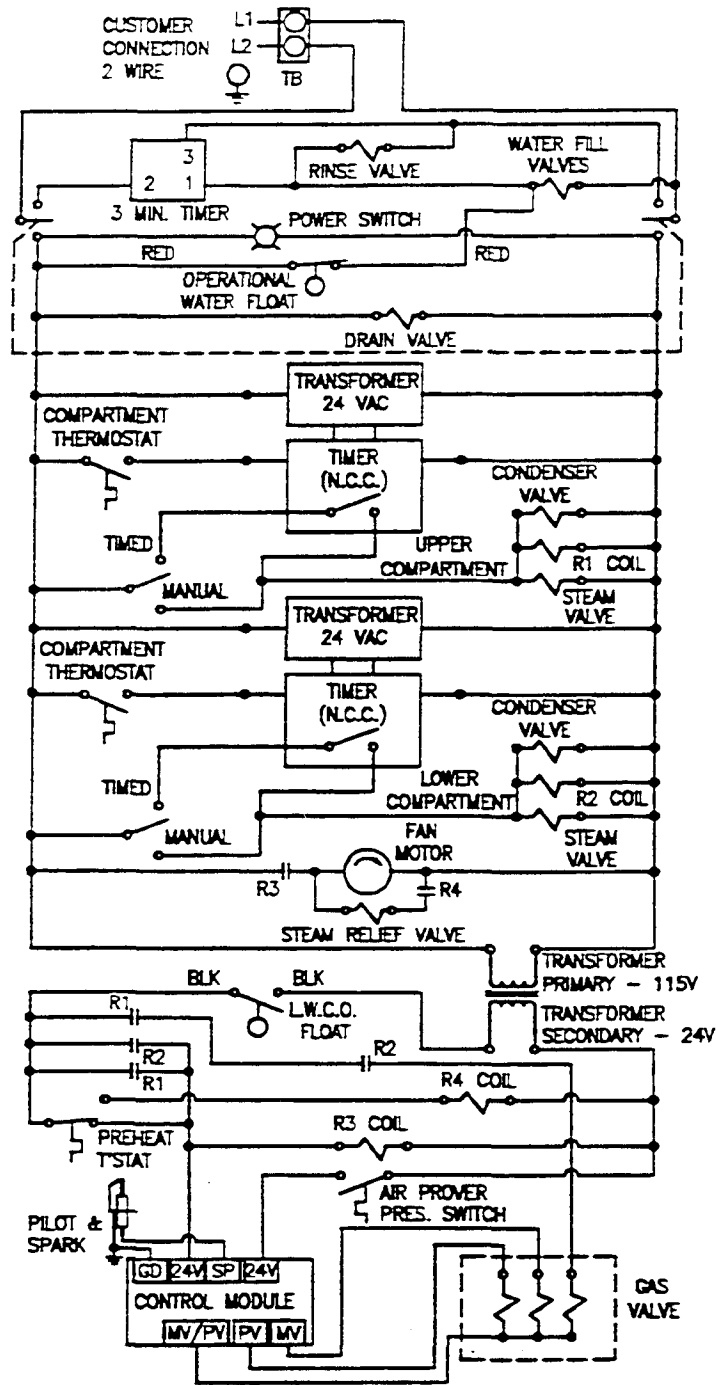 CUSTOMER
CONNECTION
2 WIRE
L1
L2
TB
3
2 1
3 MIN. TIMER
RINSE VALVE
WATER FILL
VALVES
POWER SWITCH
RED
RED
OPERATIONAL
WATER FLOAT
DRAIN VALVE
TRANSFORMER
24 VAC
COMPARTMENT
THERMOSTAT
TIMER
(N.C.C.)
CONDENSER
VALVE
TIMED
MANUAL
UPPER
COMPARTMENT
R1 COIL
STEAM
VALVE
TRANSFORMER
24 VAC
COMPARTMENT
THERMOSTAT
TIMER
(N.C.C.)
CONDENSER
VALVE
TIMED
MANUAL
LOWER
COMPARTMENT
R2 COIL
STEAM
VALVE
FAN
MOTOR
R3
R4
STEAM RELIEF VALVE
TRANSFORMER
PRIMARY - 115V
TRANSFORMER
SECONDARY - 24V
BLK
BLK
L.W.C.O.
FLOAT
R1
R2
R2
R1
R4 COIL
PREHEAT
T'STAT
R3 COIL
AIR PROVER
PRES. SWITCH
PILOT &
SPARK
GD 24V SP 24V
CONTROL MODULE
MV/PV PV MV
GAS
VALVE